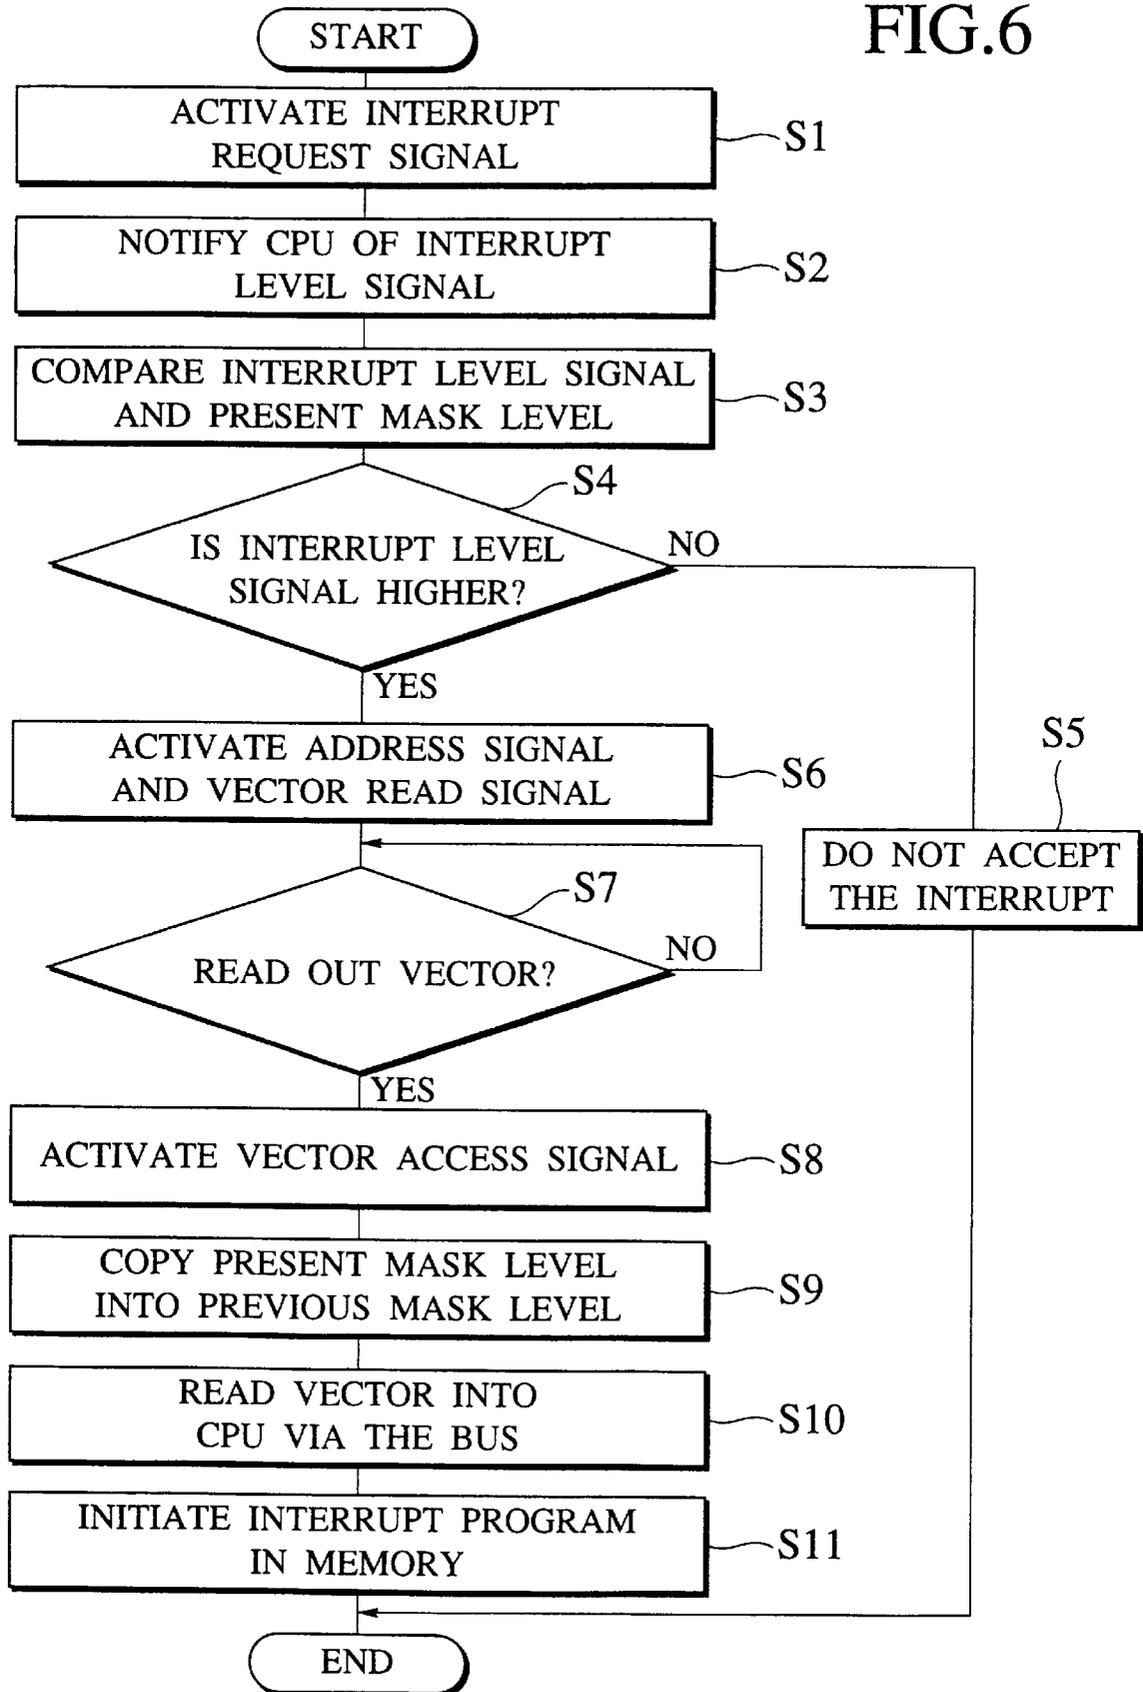 FIG.6
START
ACTIVATE INTERRUPT
REQUEST SIGNAL
S1
NOTIFY CPU OF INTERRUPT
LEVEL SIGNAL
S2
COMPARE INTERRUPT LEVEL SIGNAL
AND PRESENT MASK LEVEL
S3
S4
IS INTERRUPT LEVEL
SIGNAL HIGHER?
NO
YES
S5
DO NOT ACCEPT
THE INTERRUPT
ACTIVATE ADDRESS SIGNAL
AND VECTOR READ SIGNAL
S6
S7
READ OUT VECTOR?
NO
YES
ACTIVATE VECTOR ACCESS SIGNAL
S8
COPY PRESENT MASK LEVEL
INTO PREVIOUS MASK LEVEL
S9
READ VECTOR INTO
CPU VIA THE BUS
S10
INITIATE INTERRUPT PROGRAM
IN MEMORY
S11
END